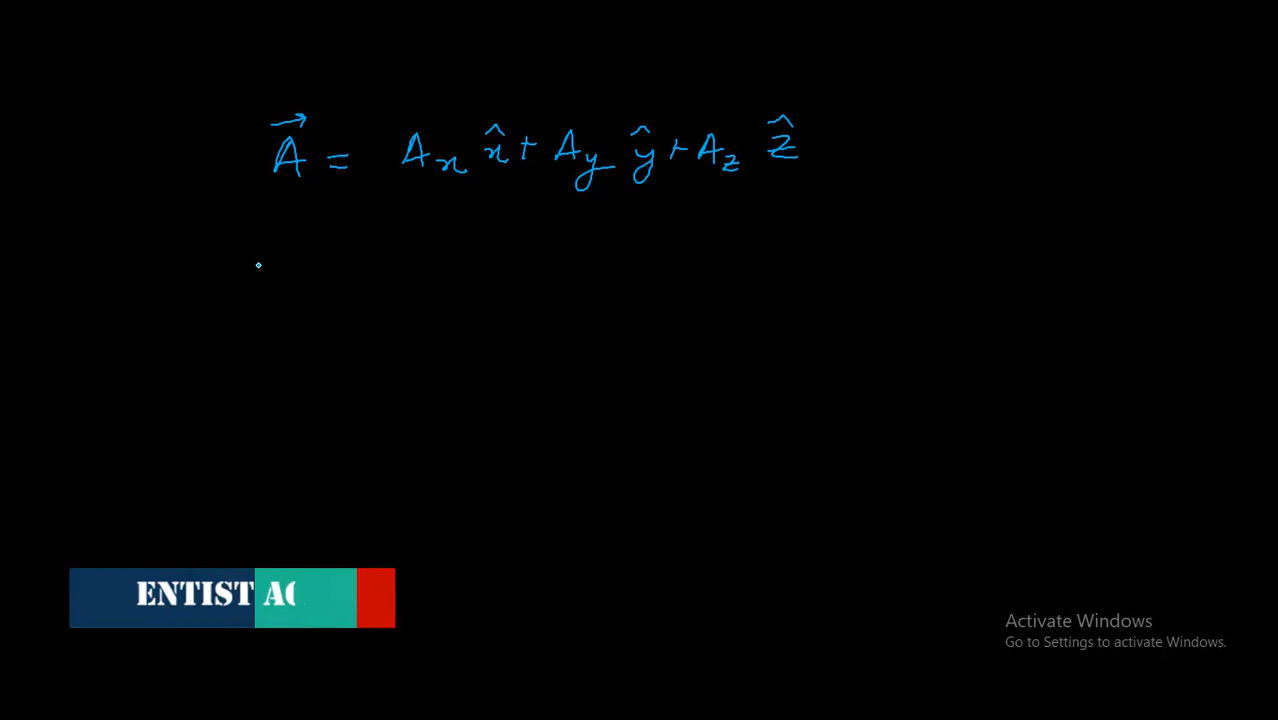 A⃗ = Aₓ x̂ + A_y ŷ + A_z ẑ
ENTIST
Activate Windows
Go to Settings to activate Windows.